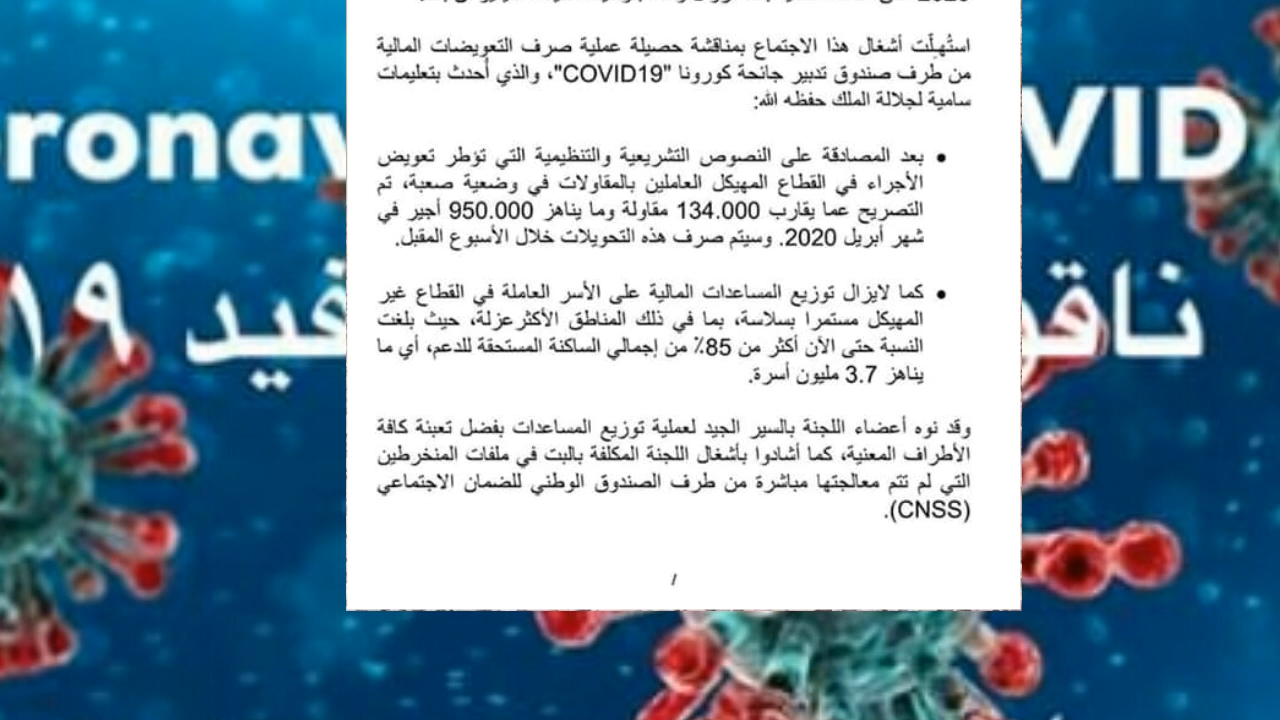 استُهِلّت أشغال هذا الاجتماع بمناقشة حصيلة عملية صرف التعويضات المالية
من طرف صندوق تدبير جائحة كورونا "COVID19"، والذي أُحدث بتعليمات
سامية لجلالة الملك حفظه الله:
• بعد المصادقة على النصوص التشريعية والتنظيمية التي تؤطر تعويض
الأجراء في القطاع المهيكل العاملين بالمقاولات في وضعية صعبة، تم
التصريح عما يقارب 134.000 مقاولة وما يناهز 950.000 أجير في
شهر أبريل 2020. وسيتم صرف هذه التحويلات خلال الأسبوع المقبل.
• كما لايزال توزيع المساعدات المالية على الأسر العاملة في القطاع غير
المهيكل مستمرا بسلاسة، بما في ذلك المناطق الأكثرعزلة، حيث بلغت
النسبة حتى الآن أكثر من 85٪ من إجمالي الساكنة المستحقة للدعم، أي ما
يناهز 3.7 مليون أسرة.
وقد نوه أعضاء اللجنة بالسير الجيد لعملية توزيع المساعدات بفضل تعبئة كافة
الأطراف المعنية، كما أشادوا بأشغال اللجنة المكلفة بالبت في ملفات المنخرطين
التي لم تتم معالجتها مباشرة من طرف الصندوق الوطني للضمان الاجتماعي
(CNSS).
/
ronav
VID
ناقو
فيد ١٩